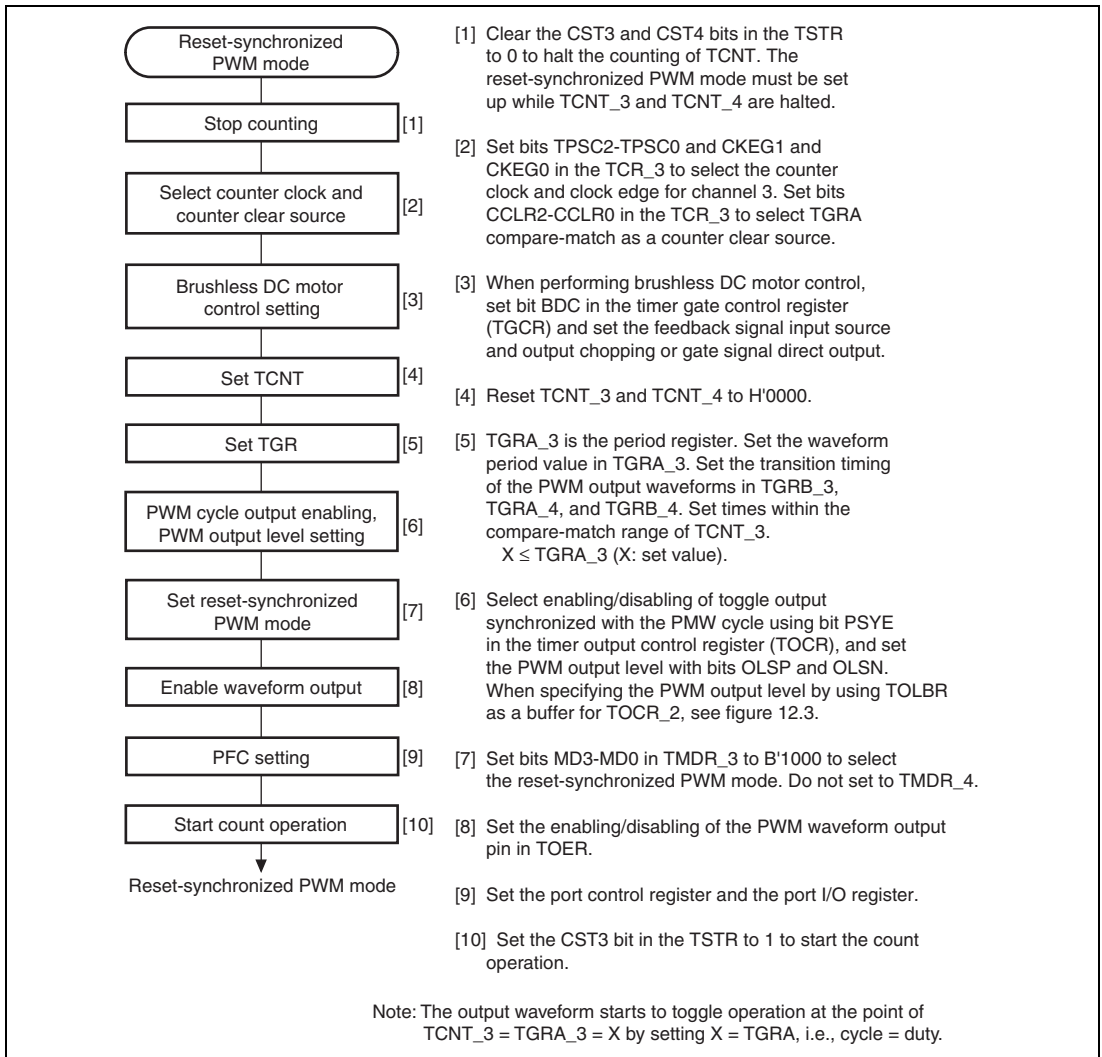 Reset-synchronized
PWM mode
Stop counting
[1]
Select counter clock and
counter clear source
[2]
Brushless DC motor
control setting
[3]
Set TCNT
[4]
Set TGR
[5]
PWM cycle output enabling,
PWM output level setting
[6]
Set reset-synchronized
PWM mode
[7]
Enable waveform output
[8]
PFC setting
[9]
Start count operation
[10]
Reset-synchronized PWM mode
[1] Clear the CST3 and CST4 bits in the TSTR
to 0 to halt the counting of TCNT. The
reset-synchronized PWM mode must be set
up while TCNT_3 and TCNT_4 are halted.
[2] Set bits TPSC2-TPSC0 and CKEG1 and
CKEG0 in the TCR_3 to select the counter
clock and clock edge for channel 3. Set bits
CCLR2-CCLR0 in the TCR_3 to select TGRA
compare-match as a counter clear source.
[3] When performing brushless DC motor control,
set bit BDC in the timer gate control register
(TGCR) and set the feedback signal input source
and output chopping or gate signal direct output.
[4] Reset TCNT_3 and TCNT_4 to H'0000.
[5] TGRA_3 is the period register. Set the waveform
period value in TGRA_3. Set the transition timing
of the PWM output waveforms in TGRB_3,
TGRA_4, and TGRB_4. Set times within the
compare-match range of TCNT_3.
X ≤ TGRA_3 (X: set value).
[6] Select enabling/disabling of toggle output
synchronized with the PMW cycle using bit PSYE
in the timer output control register (TOCR), and set
the PWM output level with bits OLSP and OLSN.
When specifying the PWM output level by using TOLBR
as a buffer for TOCR_2, see figure 12.3.
[7] Set bits MD3-MD0 in TMDR_3 to B'1000 to select
the reset-synchronized PWM mode. Do not set to TMDR_4.
[8] Set the enabling/disabling of the PWM waveform output
pin in TOER.
[9] Set the port control register and the port I/O register.
[10] Set the CST3 bit in the TSTR to 1 to start the count
operation.
Note: The output waveform starts to toggle operation at the point of
TCNT_3 = TGRA_3 = X by setting X = TGRA, i.e., cycle = duty.